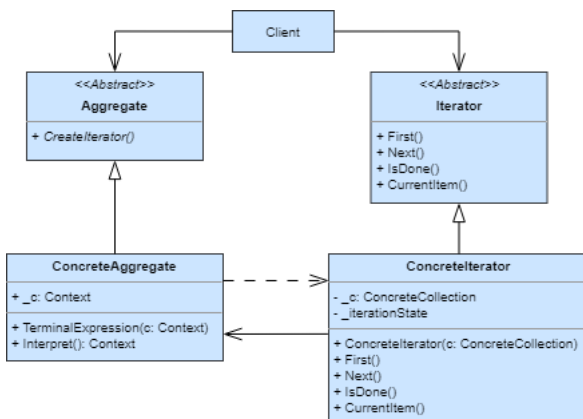 Client
<<Abstract>>
Aggregate
+ CreateIterator()
<<Abstract>>
Iterator
+ First()
+ Next()
+ IsDone()
+ CurrentItem()
ConcreteAggregate
+ _c: Context
+ TerminalExpression(c: Context)
+ Interpret(): Context
ConcreteIterator
- _c: ConcreteCollection
- _iterationState
+ ConcreteIterator(c: ConcreteCollection)
+ First()
+ Next()
+ IsDone()
+ CurrentItem()